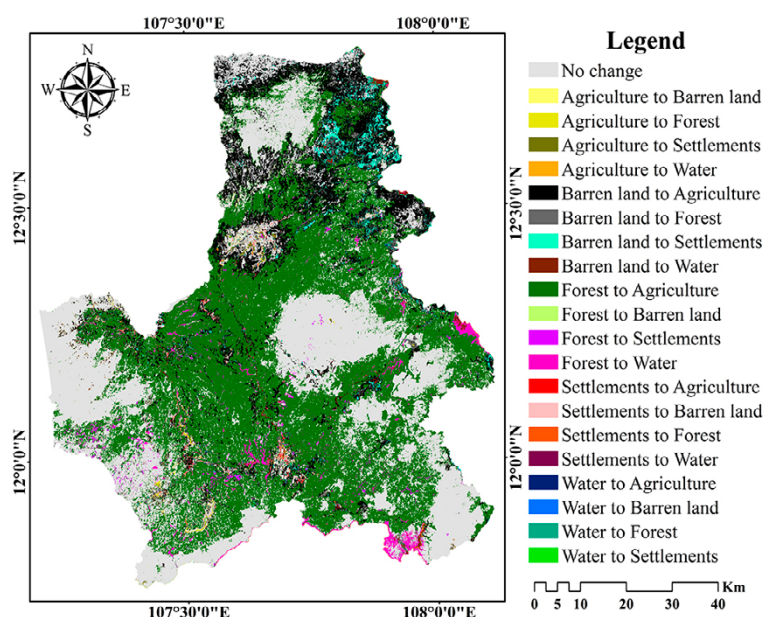 107°30'0"E 108°0'0"E
N
W E
S
12°30'0"N 12°30'0"N
12°0'0"N 12°0'0"N
107°30'0"E 108°0'0"E
Legend
No change
Agriculture to Barren land
Agriculture to Forest
Agriculture to Settlements
Agriculture to Water
Barren land to Agriculture
Barren land to Forest
Barren land to Settlements
Barren land to Water
Forest to Agriculture
Forest to Barren land
Forest to Settlements
Forest to Water
Settlements to Agriculture
Settlements to Barren land
Settlements to Forest
Settlements to Water
Water to Agriculture
Water to Barren land
Water to Forest
Water to Settlements
Km
0 5 10 20 30 40